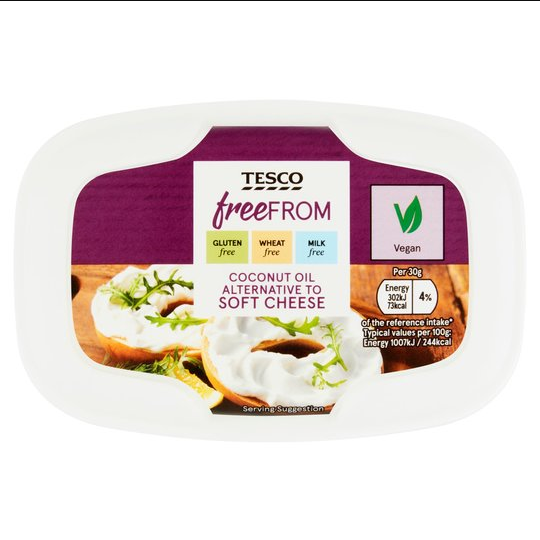 TESCO
freeFROM
GLUTEN free
WHEAT free
MILK free
COCONUT OIL
ALTERNATIVE TO
SOFT CHEESE
Vegan
Per 30g
Energy
302kJ
73kcal
4%
of the reference intake*
Typical values per 100g:
Energy 1007kJ / 244kcal
Serving Suggestion